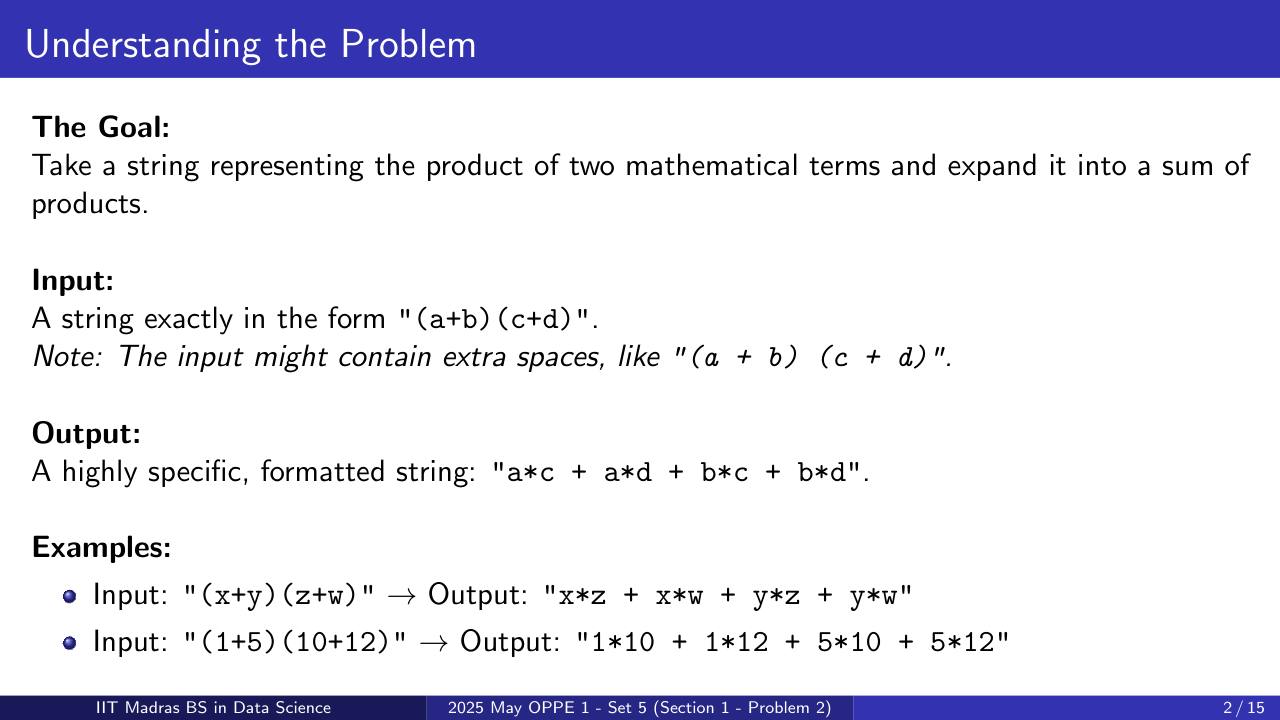 Understanding the Problem
The Goal:
Take a string representing the product of two mathematical terms and expand it into a sum of
products.
Input:
A string exactly in the form "(a+b)(c+d)".
Note: The input might contain extra spaces, like "(a + b) (c + d)".
Output:
A highly specific, formatted string: "a*c + a*d + b*c + b*d".
Examples:
Input: "(x+y)(z+w)" → Output: "x*z + x*w + y*z + y*w"
Input: "(1+5)(10+12)" → Output: "1*10 + 1*12 + 5*10 + 5*12"
IIT Madras BS in Data Science
2025 May OPPE 1 - Set 5 (Section 1 - Problem 2)
2 / 15